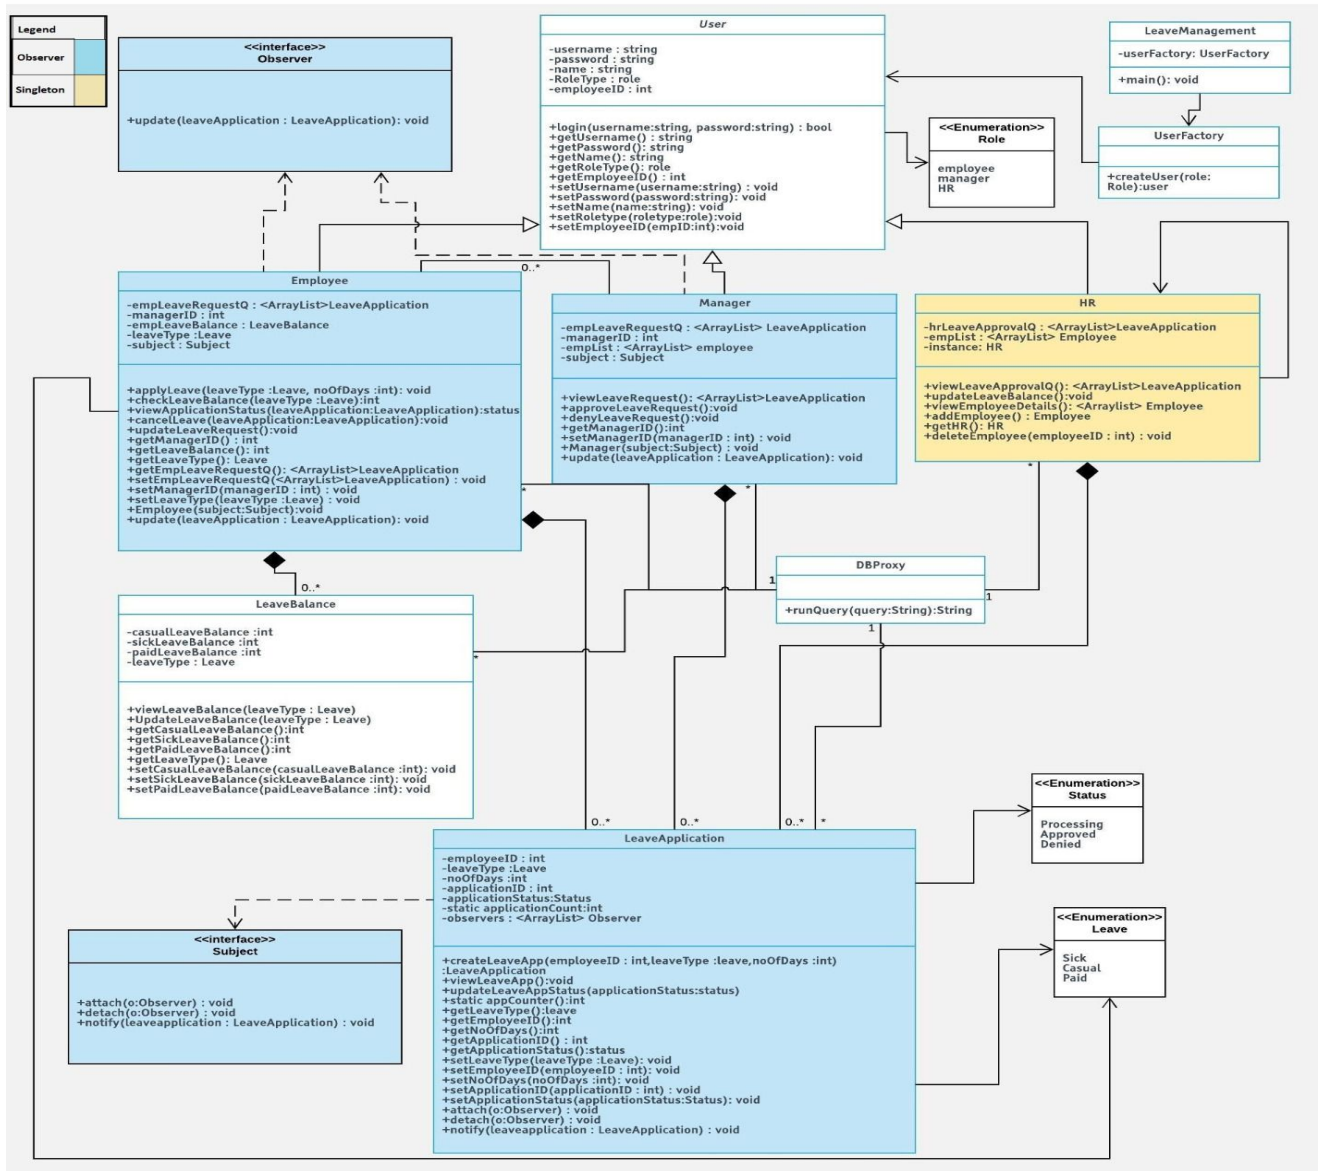 Legend
Observer
Singleton
<<interface>>
Observer
+update(leaveApplication : LeaveApplication): void
User
-username : string
-password : string
-name : string
-RoleType : role
-employeeID : int
+login(username:string, password:string) : bool
+getUsername() : string
+getPassword(): string
+getName(): string
+getRoleType(): role
+getEmployeeID() : int
+setUsername(username:string) : void
+setPassword(password:string): void
+setName(name:string): void
+setRoletype(roletype:role):void
+setEmployeeID(empID:int):void
LeaveManagement
-userFactory: UserFactory
+main(): void
<<Enumeration>>
Role
employee
manager
HR
UserFactory
+createUser(role:
Role):user
0..*
Employee
-empLeaveRequestQ : <ArrayList>LeaveApplication
-managerID : int
-empLeaveBalance : LeaveBalance
-leaveType :Leave
-subject : Subject
+applyLeave(leaveType :Leave, noOfDays :int): void
+checkLeaveBalance(leaveType :Leave):int
+viewApplicationStatus(leaveApplication:LeaveApplication):status
+cancelLeave(leaveApplication:LeaveApplication):void
+updateLeaveRequest():void
+getManagerID() : int
+getLeaveBalance(): int
+getLeaveType(): Leave
+getEmpLeaveRequestQ(): <ArrayList>LeaveApplication
+setEmpLeaveRequestQ(<ArrayList>LeaveApplication) : void
+setManagerID(managerID : int) : void
+setLeaveType(leaveType :Leave) : void
+Employee(subject:Subject):void
+update(leaveApplication : LeaveApplication): void
Manager
-empLeaveRequestQ : <ArrayList> LeaveApplication
-managerID : int
-empList : <ArrayList> employee
-subject : Subject
+viewLeaveRequest(): <ArrayList>LeaveApplication
+approveLeaveRequest():void
+denyLeaveRequest():void
+getManagerID():int
+setManagerID(managerID : int) : void
+Manager(subject:Subject) : void
+update(leaveApplication : LeaveApplication): void
HR
-hrLeaveApprovalQ : <ArrayList>LeaveApplication
-empList : <ArrayList> Employee
-instance: HR
+viewLeaveApprovalQ(): <ArrayList>LeaveApplication
+updateLeaveBalance():void
+viewEmployeeDetails(): <Arraylist> Employee
+addEmployee() : Employee
+getHR(): HR
+deleteEmployee(employeeID : int) : void
*
*
*
DBProxy
+runQuery(query:String):String
1
1
1
0..*
LeaveBalance
-casualLeaveBalance :int
-sickLeaveBalance :int
-paidLeaveBalance :int
-leaveType : Leave
+viewLeaveBalance(leaveType : Leave)
+UpdateLeaveBalance(leaveType : Leave)
+getCasualLeaveBalance():int
+getSickLeaveBalance():int
+getPaidLeaveBalance():int
+getLeaveType(): Leave
+setCasualLeaveBalance(casualLeaveBalance :int): void
+setSickLeaveBalance(sickLeaveBalance :int): void
+setPaidLeaveBalance(paidLeaveBalance :int): void
*
0..*
0..*
0..*
*
LeaveApplication
-employeeID : int
-leaveType :Leave
-noOfDays :int
-applicationID : int
-applicationStatus:Status
-static applicationCount:int
-observers : <ArrayList> Observer
+createLeaveApp(employeeID : int,leaveType :leave,noOfDays :int)
:LeaveApplication
+viewLeaveApp():void
+updateLeaveAppStatus(applicationStatus:status)
+static appCounter():int
+getLeaveType():leave
+getEmployeeID():int
+getNoOfDays():int
+getApplicationID() : int
+getApplicationStatus():status
+setLeaveType(leaveType :Leave): void
+setEmployeeID(employeeID : int): void
+setNoOfDays(noOfDays :int): void
+setApplicationID(applicationID : int) : void
+setApplicationStatus(applicationStatus:Status): void
+attach(o:Observer) : void
+detach(o:Observer) : void
+notify(leaveapplication : LeaveApplication) : void
<<Enumeration>>
Status
Processing
Approved
Denied
<<Enumeration>>
Leave
Sick
Casual
Paid
<<interface>>
Subject
+attach(o:Observer) : void
+detach(o:Observer) : void
+notify(leaveapplication : LeaveApplication) : void